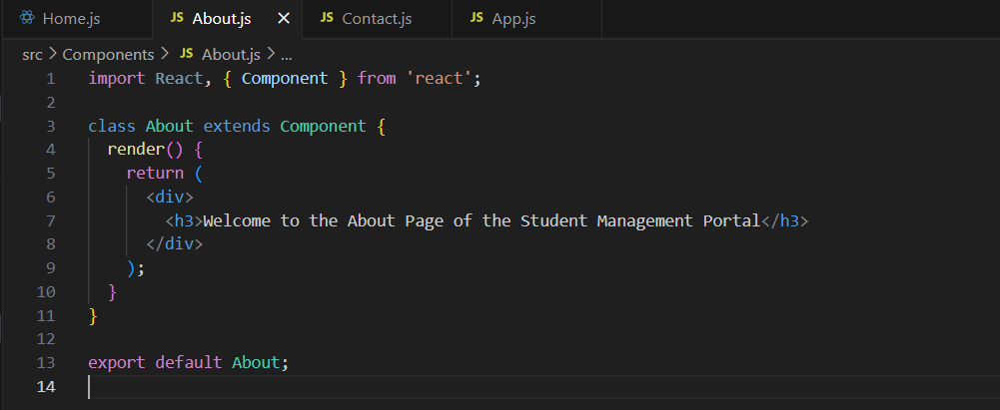 Home.js JS About.js × JS Contact.js JS App.js
src > Components > JS About.js > ...
1 import React, { Component } from 'react';
2
3 class About extends Component {
4   render() {
5     return (
6       <div>
7         <h3>Welcome to the About Page of the Student Management Portal</h3>
8       </div>
9     );
10   }
11 }
12
13 export default About;
14